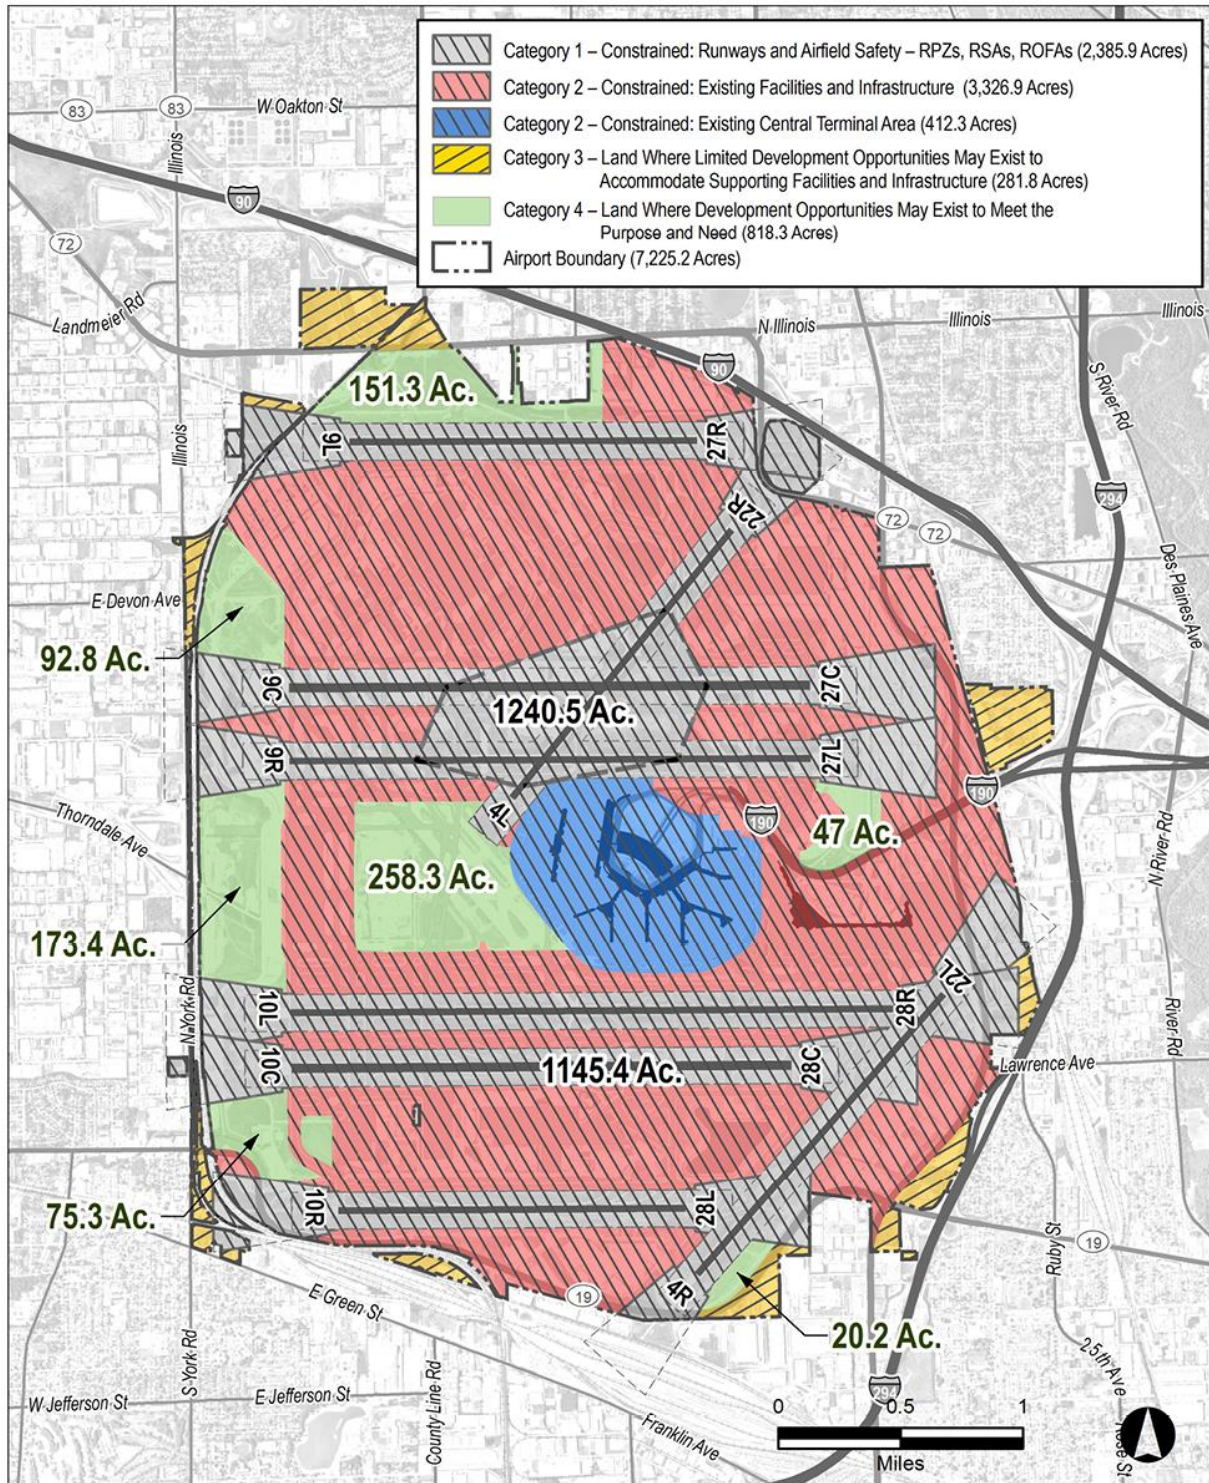 Category 1 – Constrained: Runways and Airfield Safety – RPZs, RSAs, ROFAs (2,385.9 Acres)
Category 2 – Constrained: Existing Facilities and Infrastructure (3,326.9 Acres)
Category 2 – Constrained: Existing Central Terminal Area (412.3 Acres)
Category 3 – Land Where Limited Development Opportunities May Exist to
Accommodate Supporting Facilities and Infrastructure (281.8 Acres)
Category 4 – Land Where Development Opportunities May Exist to Meet the
Purpose and Need (818.3 Acres)
Airport Boundary (7,225.2 Acres)
83
83
W Oakton St
Illinois
90
72
Landmeier Rd
N Illinois
Illinois
Illinois
90
S River Rd
151.3 Ac.
9L
27R
Illinois
294
22R
72
72
Des Plaines Ave
E Devon Ave
92.8 Ac.
9C
27C
1240.5 Ac.
9R
27L
4L
190
190
Thorndale Ave
47 Ac.
258.3 Ac.
N River Rd
173.4 Ac.
N York Rd
22L
10L
28R
River Rd
10C
1145.4 Ac.
28C
Lawrence Ave
75.3 Ac.
10R
28L
Ruby St
19
4R
19
E Green St
20.2 Ac.
S York Rd
25th Ave
W Jefferson St
E Jefferson St
County Line Rd
Franklin Ave
294
0
0.5
1
Miles